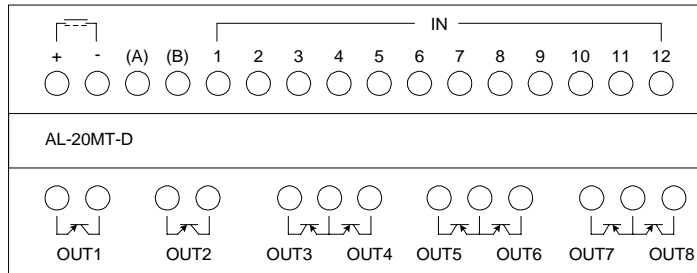 IN
+ - (A) (B) 1 2 3 4 5 6 7 8 9 10 11 12
AL-20MT-D
OUT1 OUT2 OUT3 OUT4 OUT5 OUT6 OUT7 OUT8